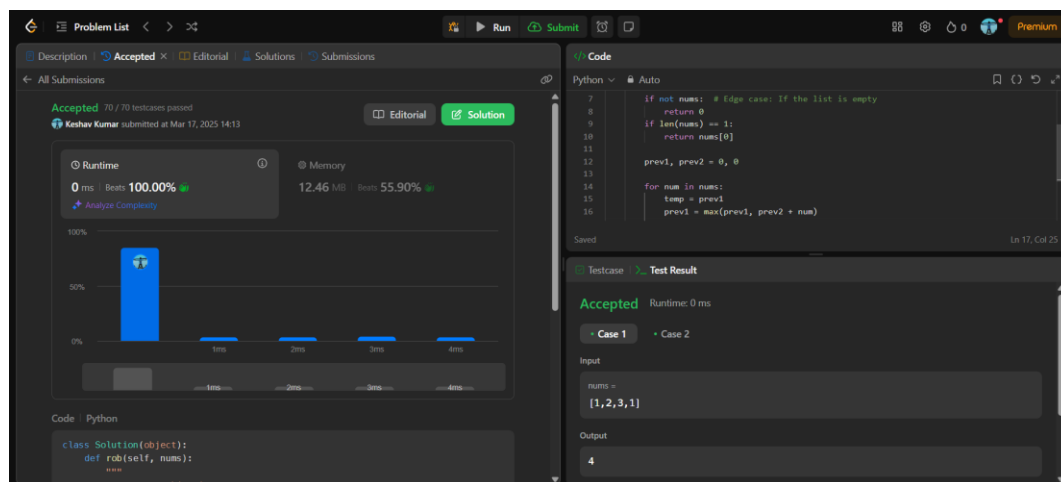 Problem List
Run
Submit
0
Premium
Description
Accepted
Editorial
Solutions
Submissions
All Submissions
Accepted 70 / 70 testcases passed
Keshav Kumar submitted at Mar 17, 2025 14:13
Editorial
Solution
Runtime
0 ms Beats 100.00%
Analyze Complexity
Memory
12.46 MB Beats 55.90%
100%
50%
0%
1ms 2ms 3ms 4ms
1ms 2ms 3ms 4ms
Code Python
class Solution(object):
def rob(self, nums):
"""
</> Code
Python Auto
7 if not nums: # Edge case: If the list is empty
8 return 0
9 if len(nums) == 1:
10 return nums[0]
11
12 prev1, prev2 = 0, 0
13
14 for num in nums:
15 temp = prev1
16 prev1 = max(prev1, prev2 + num)
Saved
Ln 17, Col 25
Testcase
>_ Test Result
Accepted Runtime: 0 ms
• Case 1 • Case 2
Input
nums =
[1,2,3,1]
Output
4